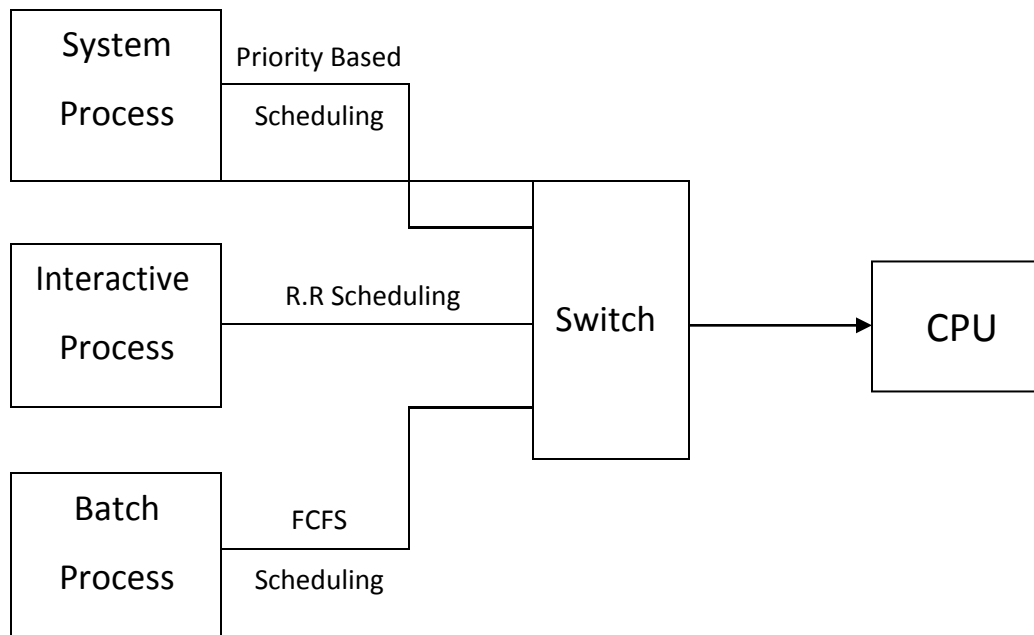 System
Process
Priority Based
Scheduling
Interactive
Process
R.R Scheduling
Switch
CPU
Batch
Process
FCFS
Scheduling